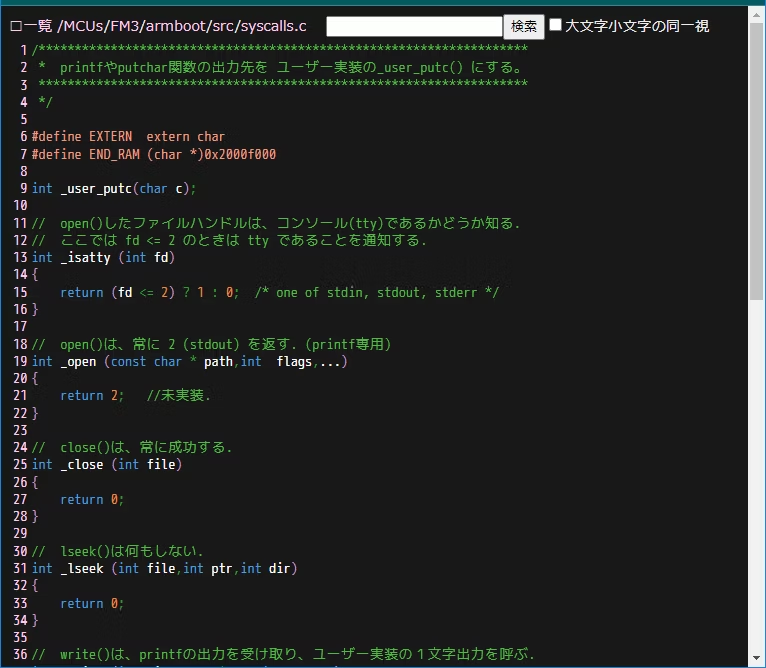 □一覧 /MCUs/FM3/armboot/src/syscalls.c 検索 大文字小文字の同一視
1 /********************************************************************
2  *  printfやputchar関数の出力先を ユーザー実装の_user_putc() にする。
3  ********************************************************************
4  */
5
6 #define EXTERN  extern char
7 #define END_RAM (char *)0x2000f000
8
9 int _user_putc(char c);
10
11 //  open()したファイルハンドルは、コンソール(tty)であるかどうか知る.
12 //  ここでは fd <= 2 のときは tty であることを通知する.
13 int _isatty (int fd)
14 {
15     return (fd <= 2) ? 1 : 0;  /* one of stdin, stdout, stderr */
16 }
17
18 //  open()は、常に 2 (stdout) を返す. (printf専用)
19 int _open (const char * path,int  flags,...)
20 {
21     return 2;   //未実装.
22 }
23
24 //  close()は、常に成功する.
25 int _close (int file)
26 {
27     return 0;
28 }
29
30 //  lseek()は何もしない.
31 int _lseek (int file,int ptr,int dir)
32 {
33     return 0;
34 }
35
36 //  write()は、printfの出力を受け取り、ユーザー実装の１文字出力を呼ぶ.